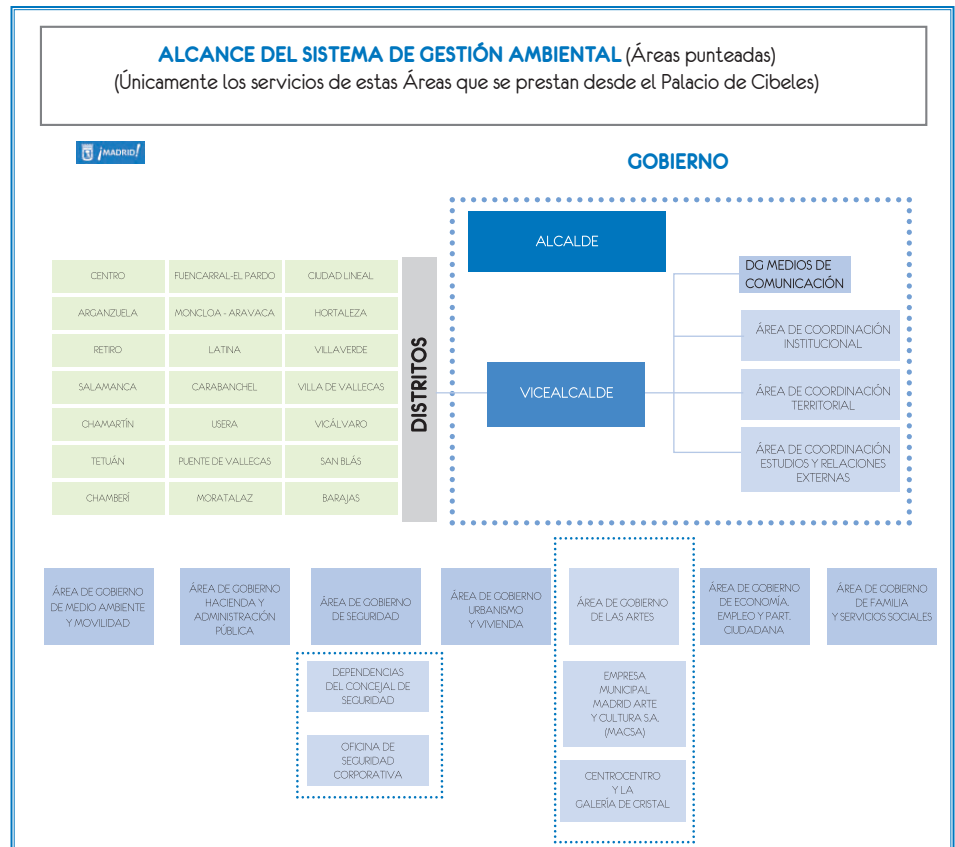 ALCANCE DEL SISTEMA DE GESTIÓN AMBIENTAL (Áreas punteadas)
(Únicamente los servicios de estas Áreas que se prestan desde el Palacio de Cibeles)
¡MADRID!
GOBIERNO
ALCALDE
DG MEDIOS DE
COMUNICACIÓN
ÁREA DE COORDINACIÓN
INSTITUCIONAL
VICEALCALDE
ÁREA DE COORDINACIÓN
TERRITORIAL
ÁREA DE COORDINACIÓN
ESTUDIOS Y RELACIONES
EXTERNAS
DISTRITOS
CENTRO
FUENCARRAL-EL PARDO
CIUDAD LINEAL
ARGANZUELA
MONCLOA - ARAVACA
HORTALEZA
RETIRO
LATINA
VILLAVERDE
SALAMANCA
CARABANCHEL
VILLA DE VALLECAS
CHAMARTÍN
USERA
VICÁLVARO
TETUÁN
PUENTE DE VALLECAS
SAN BLÁS
CHAMBERÍ
MORATALAZ
BARAJAS
ÁREA DE GOBIERNO
DE MEDIO AMBIENTE
Y MOVILIDAD
ÁREA DE GOBIERNO
HACIENDA Y
ADMINISTRACIÓN
PÚBLICA
ÁREA DE GOBIERNO
DE SEGURIDAD
ÁREA DE GOBIERNO
URBANISMO
Y VIVIENDA
ÁREA DE GOBIERNO
DE LAS ARTES
ÁREA DE GOBIERNO
DE ECONOMÍA,
EMPLEO Y PART.
CIUDADANA
ÁREA DE GOBIERNO
DE FAMILIA
Y SERVICIOS SOCIALES
DEPENDENCIAS
DEL CONCEJAL DE
SEGURIDAD
OFICINA DE
SEGURIDAD
CORPORATIVA
EMPRESA
MUNICIPAL
MADRID ARTE
Y CULTURA S.A.
(MACSA)
CENTROCENTRO
Y LA
GALERÍA DE CRISTAL